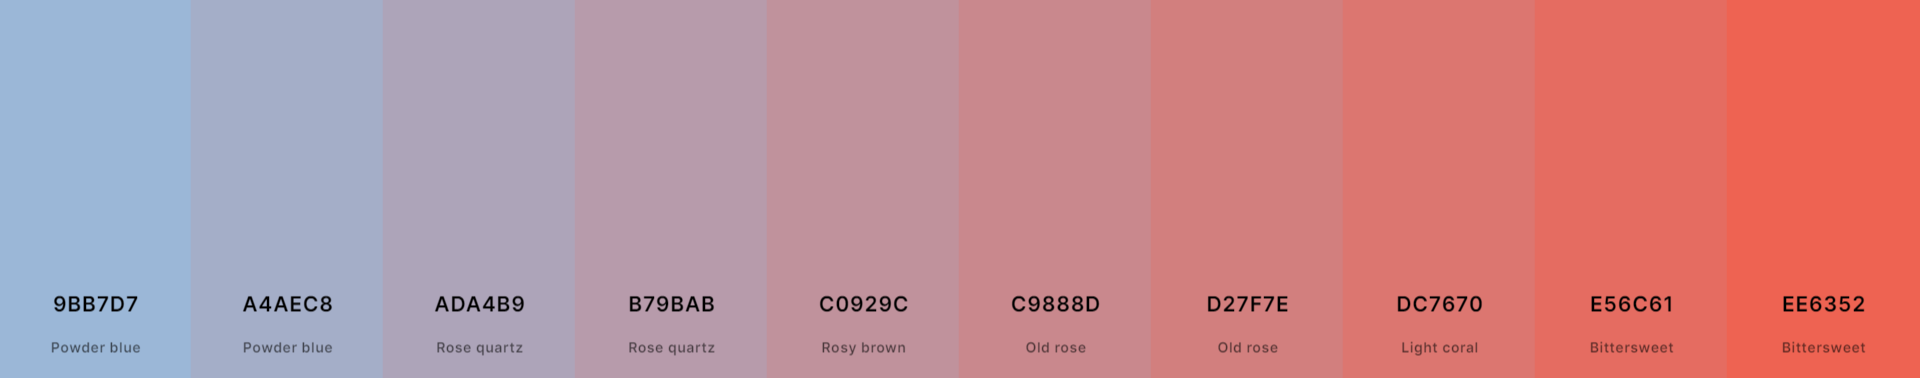 9BB7D7
Powder blue
A4AEC8
Powder blue
ADA4B9
Rose quartz
B79BAB
Rose quartz
C0929C
Rosy brown
C9888D
Old rose
D27F7E
Old rose
DC7670
Light coral
E56C61
Bittersweet
EE6352
Bittersweet